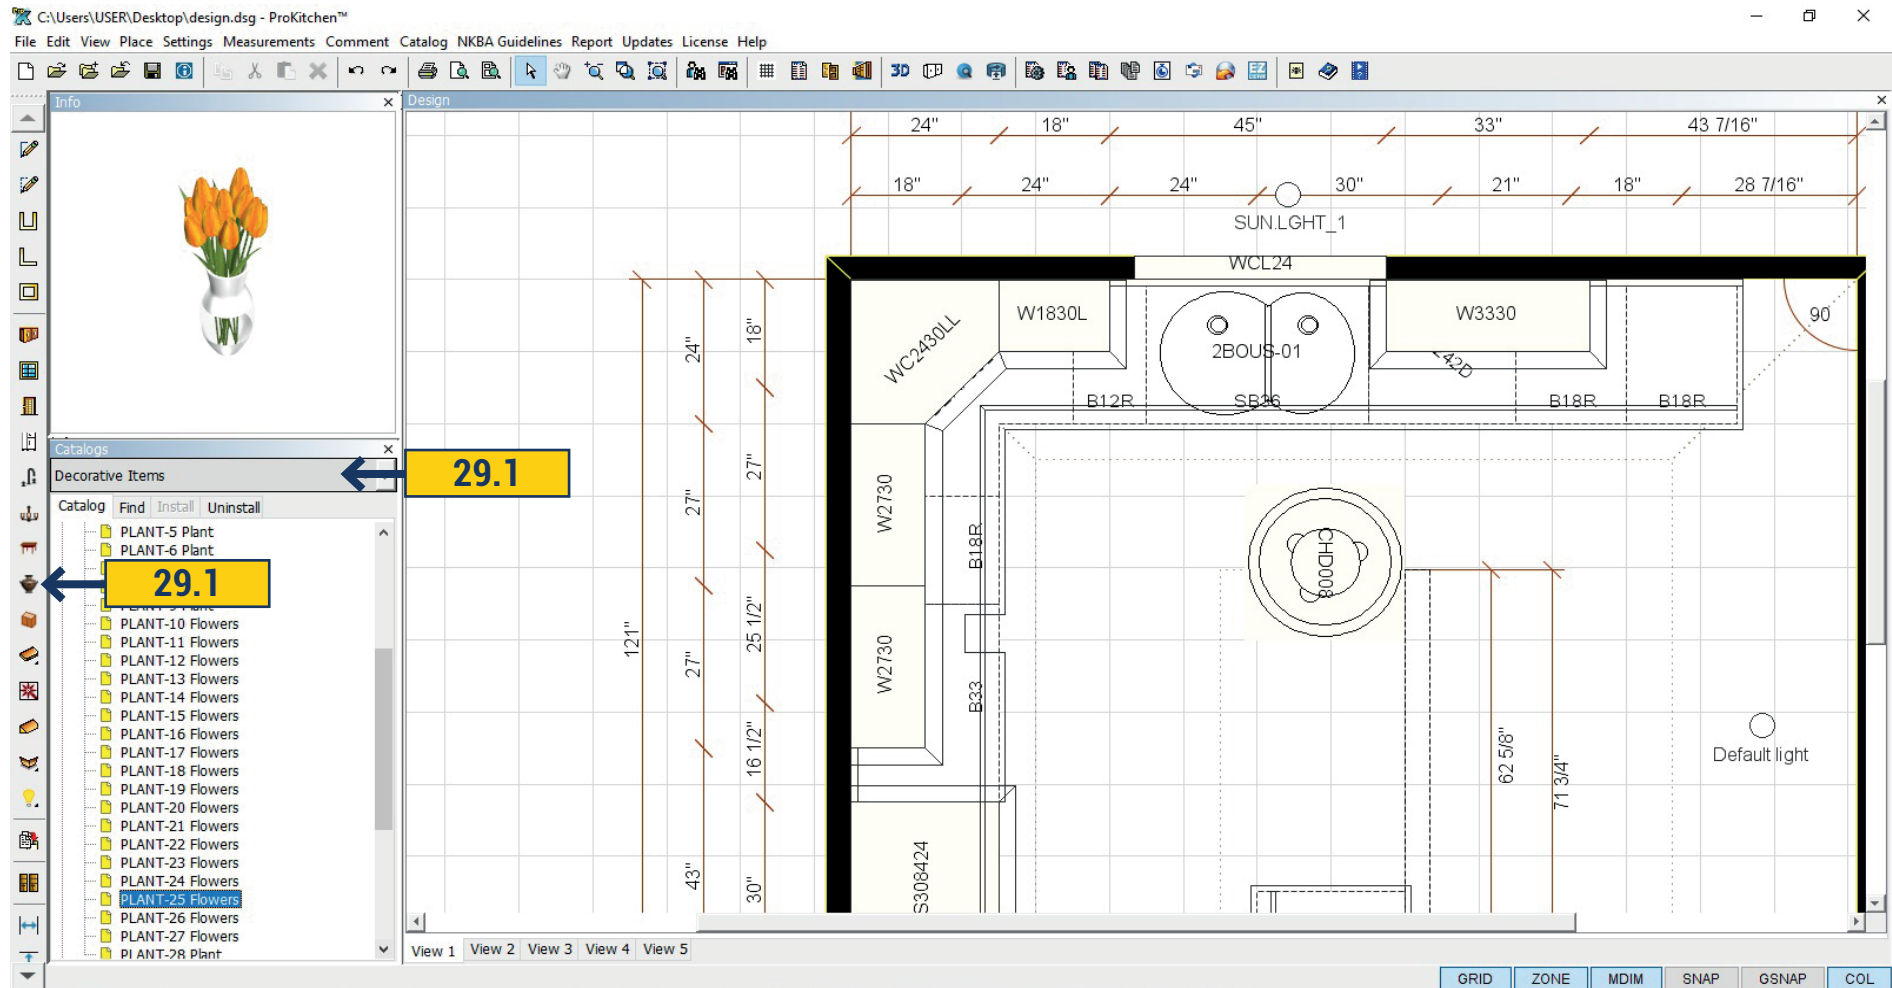 C:\Users\USER\Desktop\design.dsg - ProKitchen™
File Edit View Place Settings Measurements Comment Catalog NKBA Guidelines Report Updates License Help
3D
EZ
Info
Design
24" 18" 45" 33" 43 7/16"
18" 24" 24" 30" 21" 18" 28 7/16"
SUN.LGHT_1
WCL24
WC2430LL
W1830L
2BOUS-01
W3330
90
B12R
SB36
B18R
B18R
18"
24"
27"
27"
W2730
B18R
CHD008
121"
25 1/2"
27"
W2730
B33
16 1/2"
62 5/8"
71 3/4"
Default light
43"
30"
S308424
Catalogs
Decorative Items
29.1
Catalog Find Install Uninstall
PLANT-5 Plant
PLANT-6 Plant
29.1
PLANT-9 Plant
PLANT-10 Flowers
PLANT-11 Flowers
PLANT-12 Flowers
PLANT-13 Flowers
PLANT-14 Flowers
PLANT-15 Flowers
PLANT-16 Flowers
PLANT-17 Flowers
PLANT-18 Flowers
PLANT-19 Flowers
PLANT-20 Flowers
PLANT-21 Flowers
PLANT-22 Flowers
PLANT-23 Flowers
PLANT-24 Flowers
PLANT-25 Flowers
PLANT-26 Flowers
PLANT-27 Flowers
PLANT-28 Plant
View 1 View 2 View 3 View 4 View 5
GRID ZONE MDIM SNAP GSNAP COL